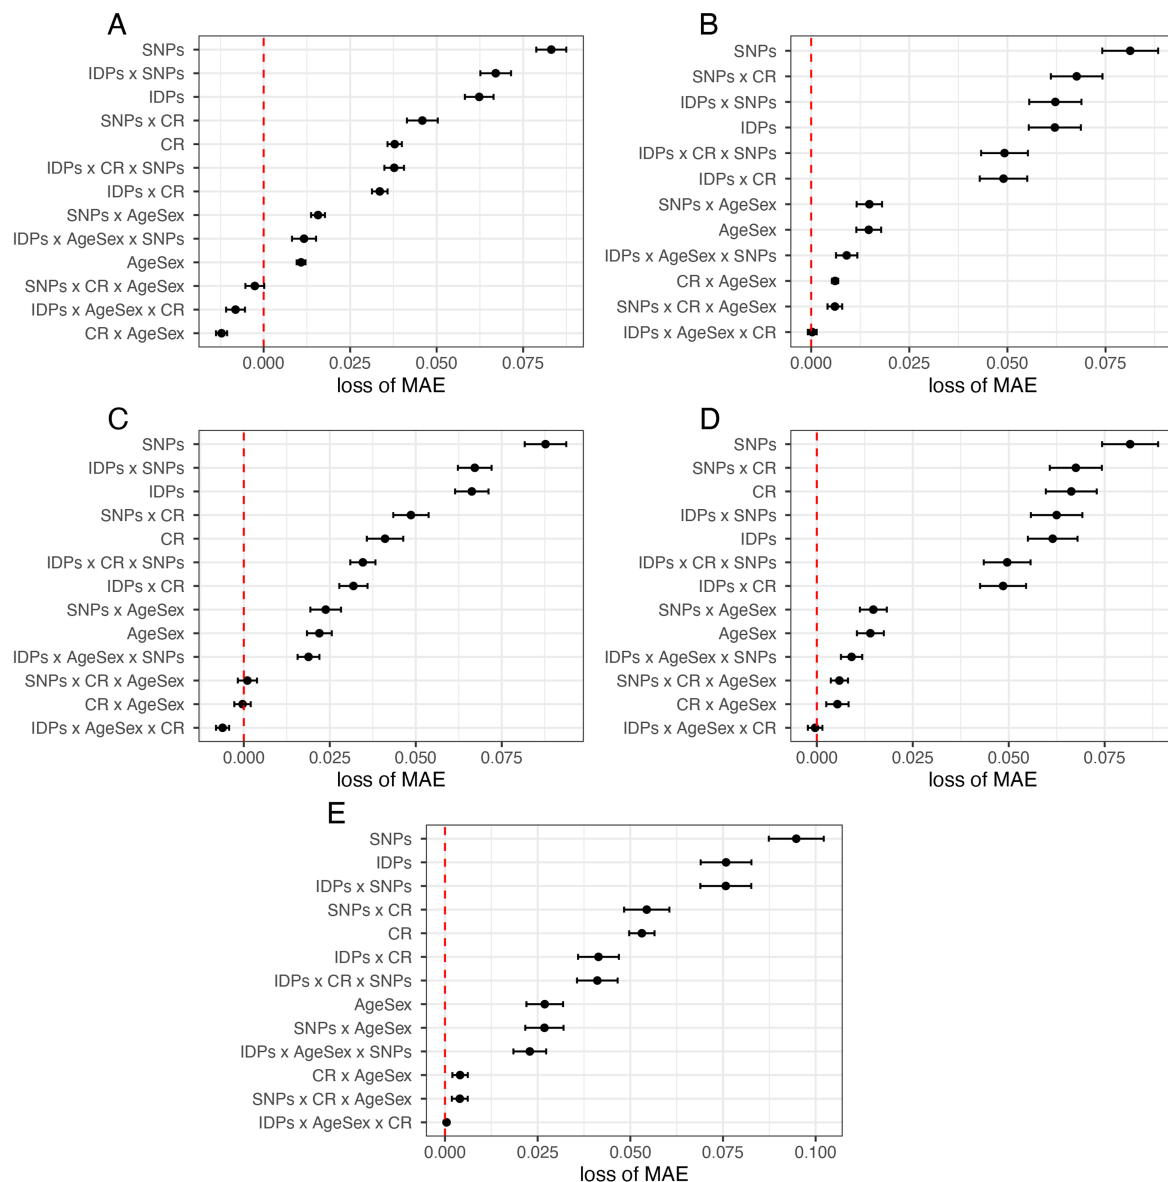 A
SNPs
IDPs x SNPs
IDPs
SNPs x CR
CR
IDPs x CR x SNPs
IDPs x CR
SNPs x AgeSex
IDPs x AgeSex x SNPs
AgeSex
SNPs x CR x AgeSex
IDPs x AgeSex x CR
CR x AgeSex
0.000 0.025 0.050 0.075
loss of MAE
B
SNPs
SNPs x CR
IDPs x SNPs
IDPs
IDPs x CR x SNPs
IDPs x CR
SNPs x AgeSex
AgeSex
IDPs x AgeSex x SNPs
CR x AgeSex
SNPs x CR x AgeSex
IDPs x AgeSex x CR
0.000 0.025 0.050 0.075
loss of MAE
C
SNPs
IDPs x SNPs
IDPs
SNPs x CR
CR
IDPs x CR x SNPs
IDPs x CR
SNPs x AgeSex
AgeSex
IDPs x AgeSex x SNPs
SNPs x CR x AgeSex
CR x AgeSex
IDPs x AgeSex x CR
0.000 0.025 0.050 0.075
loss of MAE
D
SNPs
SNPs x CR
CR
IDPs x SNPs
IDPs
IDPs x CR x SNPs
IDPs x CR
SNPs x AgeSex
AgeSex
IDPs x AgeSex x SNPs
SNPs x CR x AgeSex
CR x AgeSex
IDPs x AgeSex x CR
0.000 0.025 0.050 0.075
loss of MAE
E
SNPs
IDPs
IDPs x SNPs
SNPs x CR
CR
IDPs x CR
IDPs x CR x SNPs
AgeSex
SNPs x AgeSex
IDPs x AgeSex x SNPs
CR x AgeSex
SNPs x CR x AgeSex
IDPs x AgeSex x CR
0.000 0.025 0.050 0.075 0.100
loss of MAE